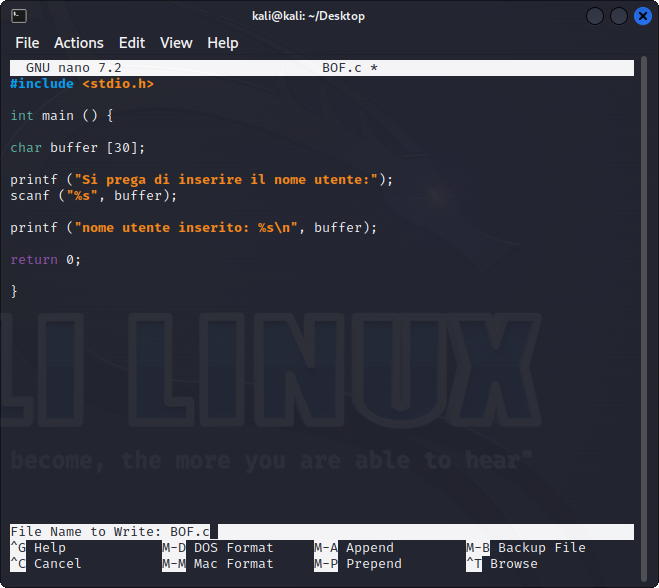 kali@kali: ~/Desktop
File Actions Edit View Help
GNU nano 7.2 BOF.c *
#include <stdio.h>
int main () {
char buffer [30];
printf ("Si prega di inserire il nome utente:");
scanf ("%s", buffer);
printf ("nome utente inserito: %s\n", buffer);
return 0;
}
LI LINUX
become, the more you are able to hear"
File Name to Write: BOF.c
^G Help M-D DOS Format M-A Append M-B Backup File
^C Cancel M-M Mac Format M-P Prepend ^T Browse